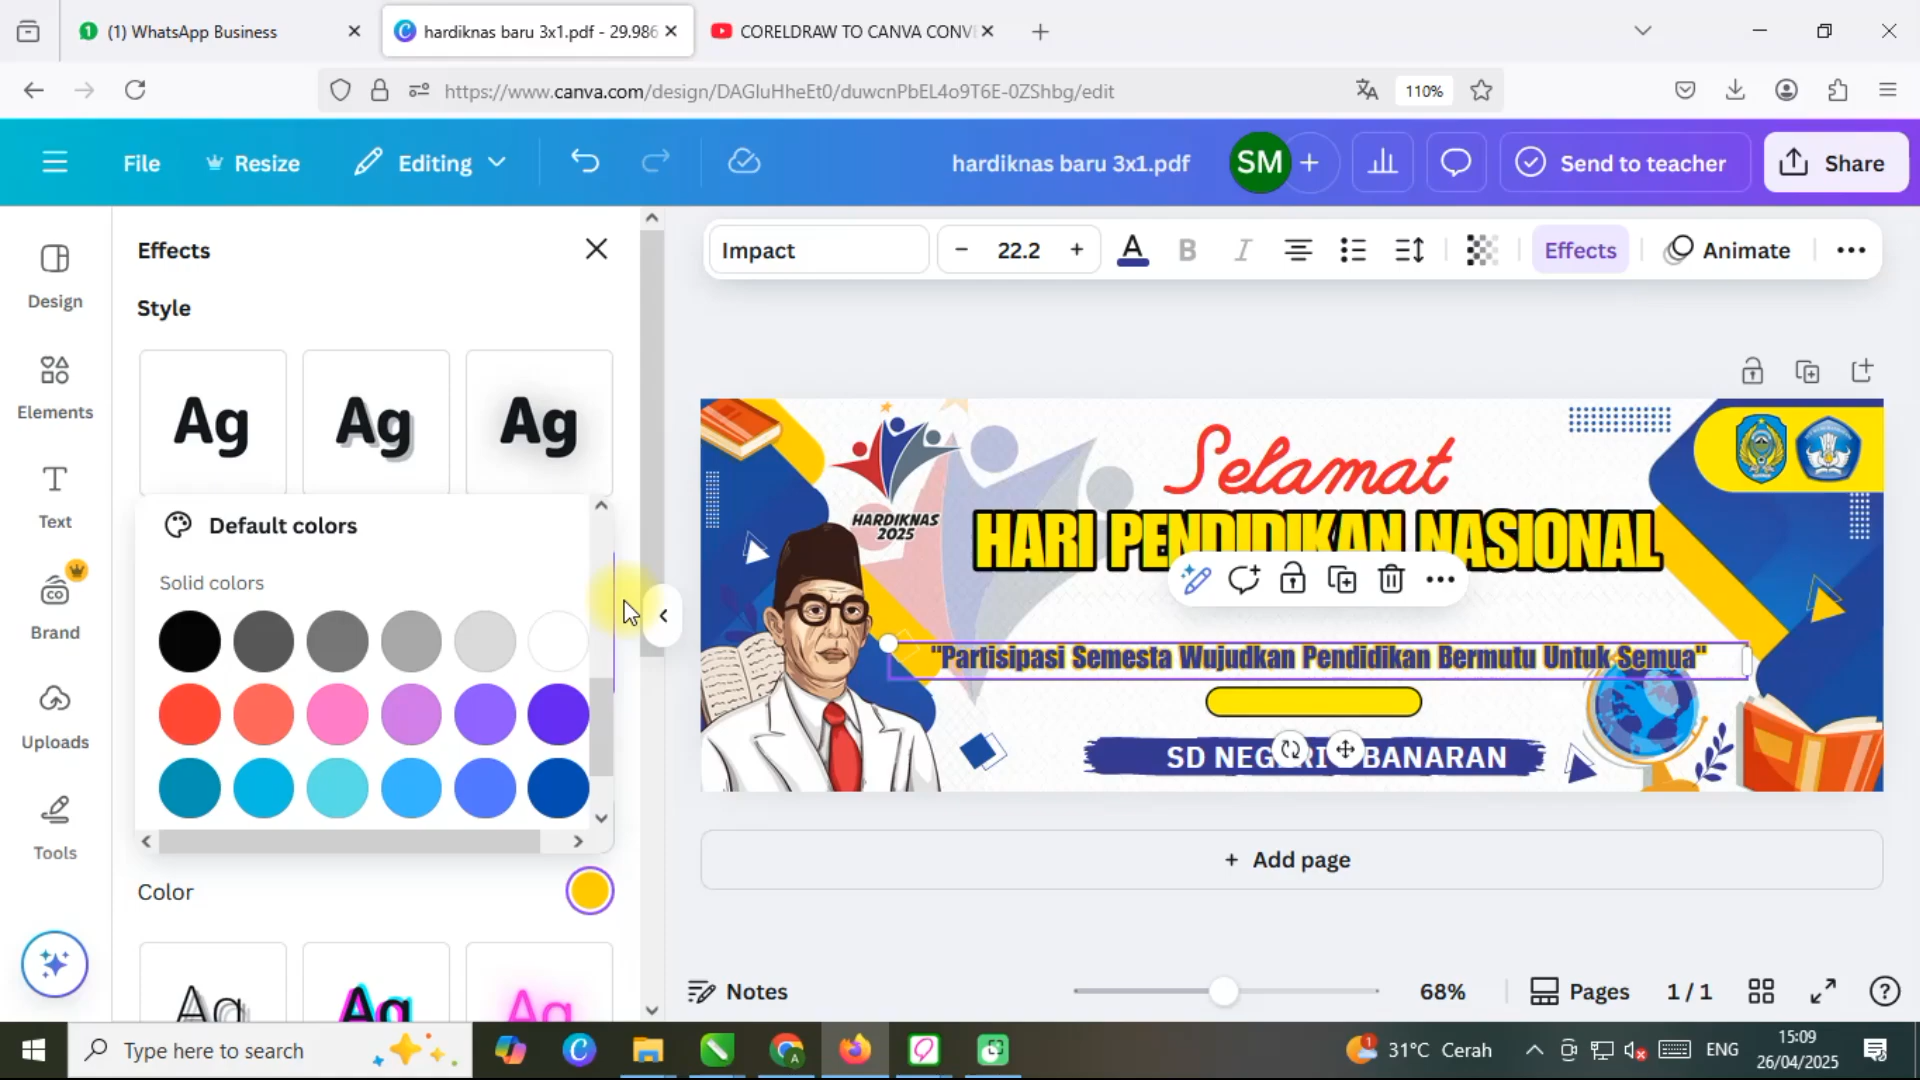 (1) WhatsApp Business
hardiknas baru 3x1.pdf - 29.986
CORELDRAW TO CANVA CONV
https://www.canva.com/design/DAGluHheEt0/duwcnPbEL4o9T6E-0ZShbg/edit
110%
File
Resize
Editing
hardiknas baru 3x1.pdf
SM
Send to teacher
Share
Design
Elements
Text
Brand
Uploads
Tools
Effects
Style
Ag
Ag
Ag
Default colors
Solid colors
Color
Ag
Ag
Ag
Impact
22.2
Effects
Animate
HARDIKNAS
2025
Selamat
HARI PENDIDIKAN NASIONAL
"Partisipasi Semesta Wujudkan Pendidikan Bermutu Untuk Semua"
SD NEGERI BANARAN
+ Add page
Notes
68%
Pages
1 / 1
Type here to search
31°C Cerah
ENG
15:09
26/04/2025